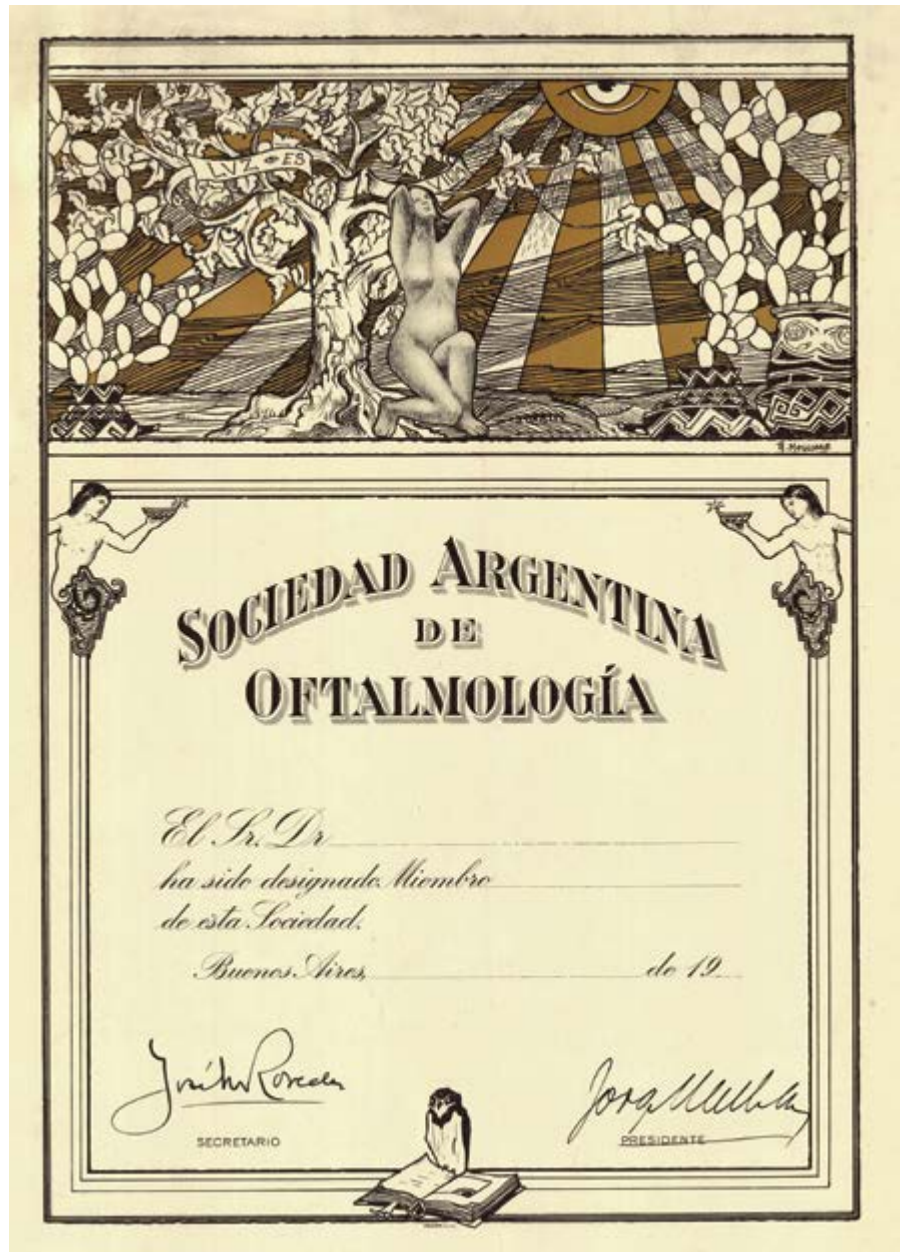 ES
SOCIEDAD ARGENTINA
DE
OFTALMOLOGÍA
El Sr. Dr
ha sido designado Miembro
de esta Sociedad.
Buenos Aires, de 19
SECRETARIO
PRESIDENTE